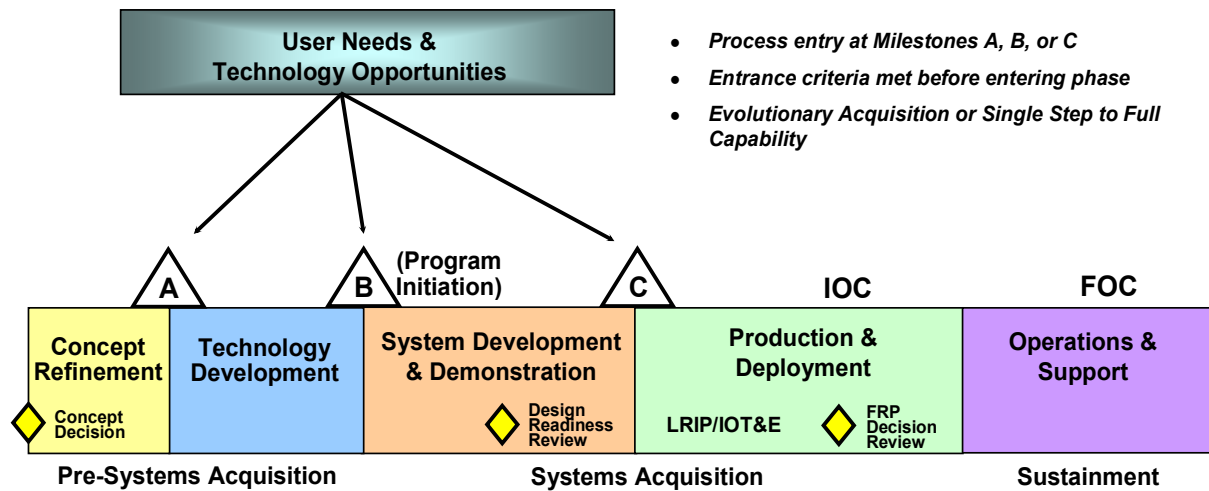 User Needs &
Technology Opportunities
• Process entry at Milestones A, B, or C
• Entrance criteria met before entering phase
• Evolutionary Acquisition or Single Step to Full
Capability
A
B
(Program
Initiation)
C
IOC
FOC
Concept
Refinement
Technology
Development
System Development
& Demonstration
Production &
Deployment
Operations &
Support
Concept
Decision
Design
Readiness
Review
LRIP/IOT&E
FRP
Decision
Review
Pre-Systems Acquisition
Systems Acquisition
Sustainment